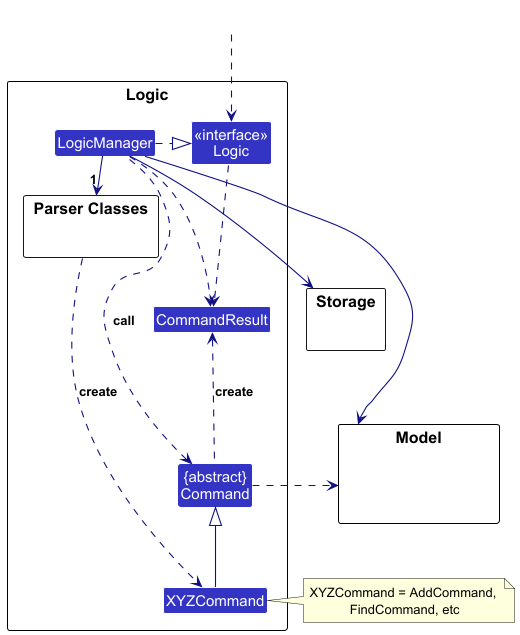 Logic
LogicManager
«interface»
Logic
1
Parser Classes
Storage
CommandResult
call
create
create
Model
{abstract}
Command
XYZCommand
XYZCommand = AddCommand,
FindCommand, etc